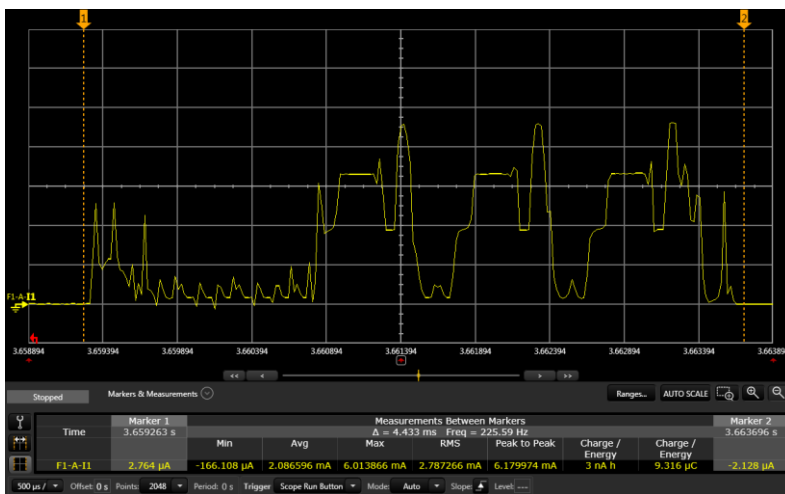 1 2
F1-A-I1
3.658894 3.659394 3.659894 3.660394 3.660894 3.661394 3.661894 3.662394 3.662894 3.663394 3.66389
Stopped Markers & Measurements Ranges... AUTO SCALE
Marker 1 Measurements Between Markers Marker 2
Time 3.659263 s Δ = 4.433 ms Freq = 225.59 Hz 3.663696 s
Min Avg Max RMS Peak to Peak Charge / Energy Charge / Energy
F1-A-I1 2.764 µA -166.108 µA 2.086596 mA 6.013866 mA 2.787266 mA 6.179974 mA 3 nA h 9.316 µC -2.128 µA
500 µs / Offset: 0 s Points: 2048 Period: 0 s Trigger Scope Run Button Mode: Auto Slope: Level: ---